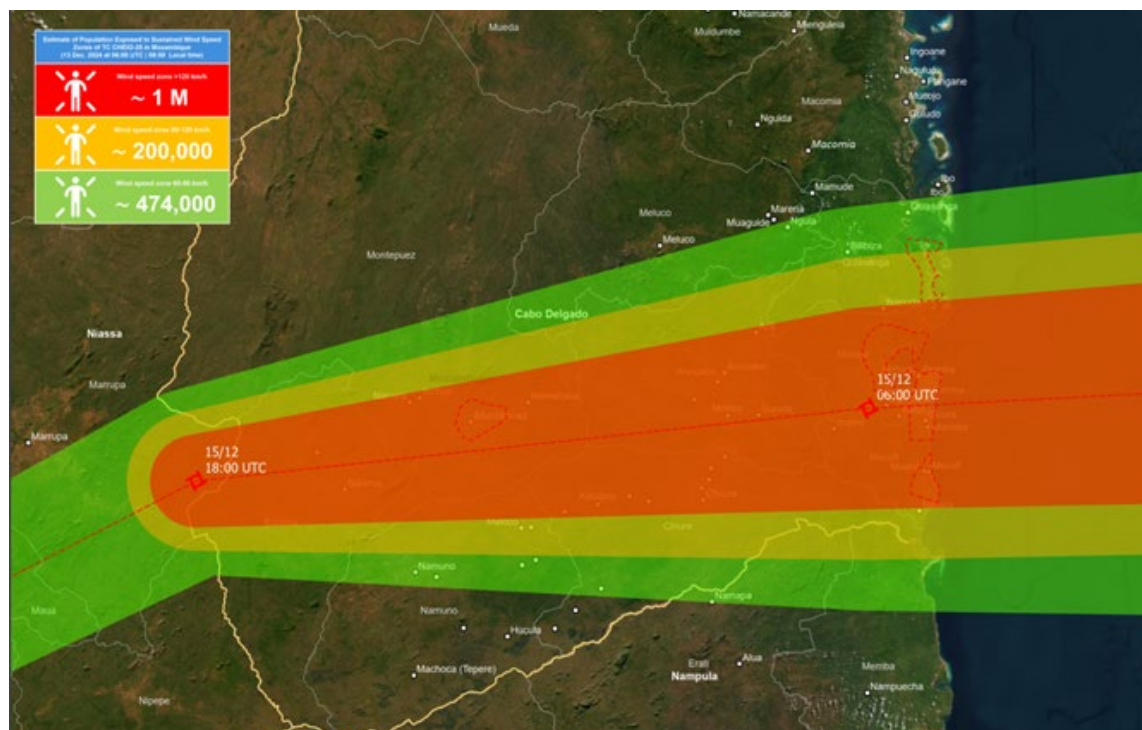 Estimate of Population Exposed to Sustained Wind Speed
Zones of TC CHIDO-25 in Mozambique
(13 Dec. 2024 at 06:00 UTC | 08:00 Local time)
Wind speed zone >120 km/h
~ 1 M
Wind speed zone 90-120 km/h
~ 200,000
Wind speed zone 60-90 km/h
~ 474,000
Namacande
Mueda
Muidumbe
Mienguleia
Ingoane
Naguluè
Pangane
Macomia
Mucojo
Quludo
Nguida
Macomia
Mamude
Ibo
Ibo
Quissanga
Mareria
Muaguide
Ngula
Meluco
Meluco
Bilibiza
Montepuez
Cabo Delgado
Niassa
Marrupa
Marrupa
15/12
06:00 UTC
15/12
18:00 UTC
Chiure
Namuno
Namuno
Namapa
Maua
Hucula
Machoca (Tepere)
Erati
Alua
Nampula
Memba
Nampuecha
Nipepe